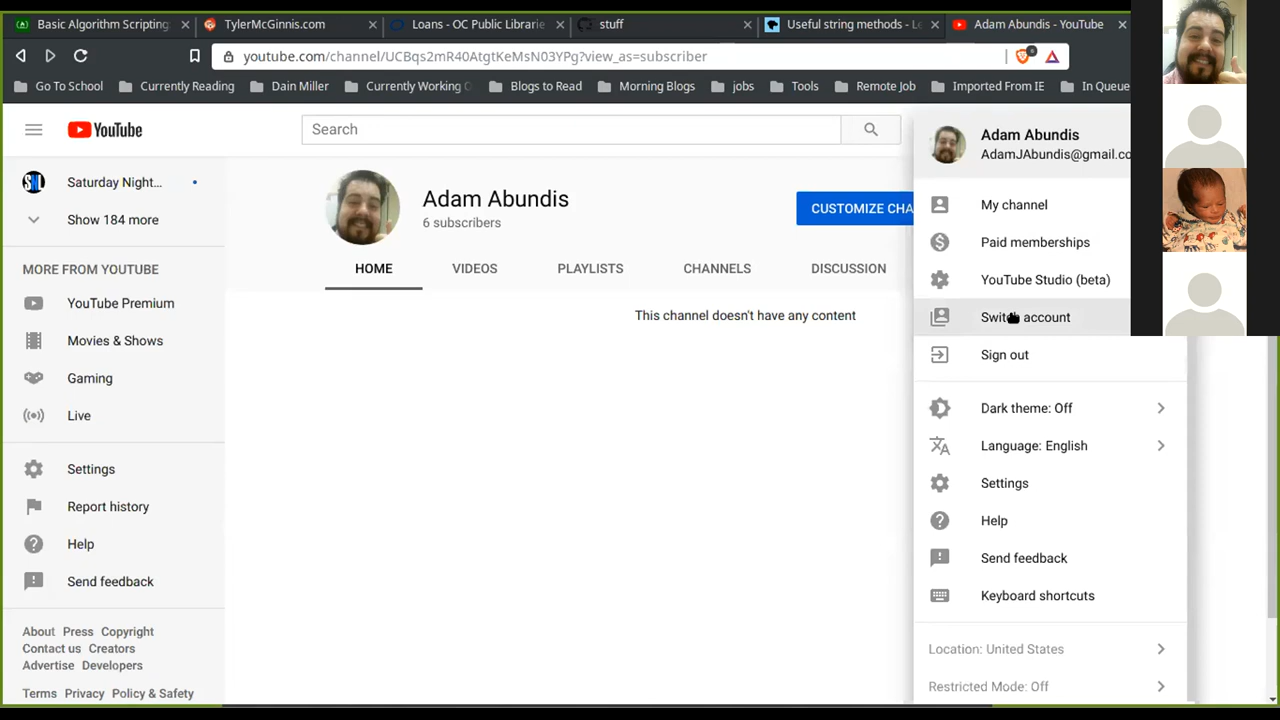 Basic Algorithm Scripting
TylerMcGinnis.com
Loans - OC Public Librarie
stuff
Useful string methods - Le
Adam Abundis - YouTube
youtube.com/channel/UCBqs2mR40AtgtKeMsN03YPg?view_as=subscriber
Go To School
Currently Reading
Dain Miller
Currently Working
Blogs to Read
Morning Blogs
jobs
Tools
Remote Job
Imported From IE
In Queue
YouTube
Search
Adam Abundis
AdamJAbundis@gmail.co
Saturday Night...
Show 184 more
MORE FROM YOUTUBE
YouTube Premium
Movies & Shows
Gaming
Live
Settings
Report history
Help
Send feedback
About Press Copyright
Contact us Creators
Advertise Developers
Terms Privacy Policy & Safety
Adam Abundis
6 subscribers
CUSTOMIZE CHA
HOME
VIDEOS
PLAYLISTS
CHANNELS
DISCUSSION
This channel doesn't have any content
My channel
Paid memberships
YouTube Studio (beta)
Switch account
Sign out
Dark theme: Off
Language: English
Settings
Help
Send feedback
Keyboard shortcuts
Location: United States
Restricted Mode: Off